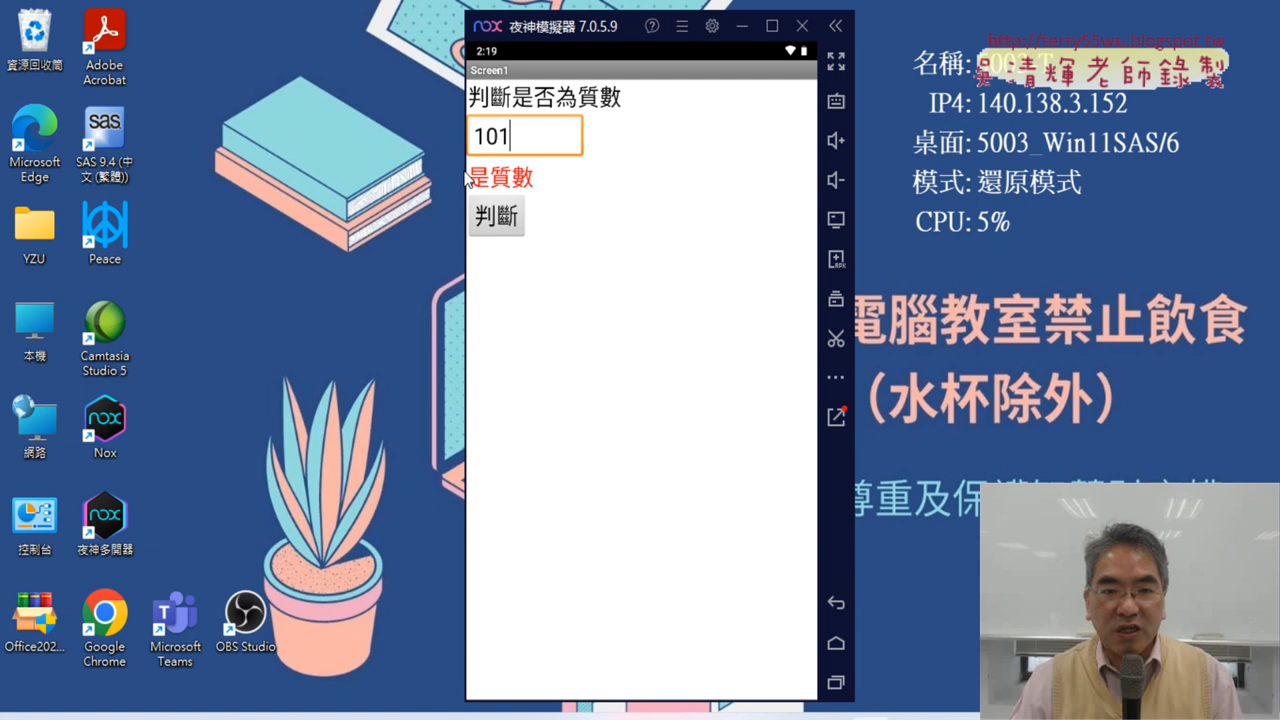 資源回收筒
Adobe
Acrobat
Microsoft
Edge
sas
SAS 9.4 (中
文 (繁體))
YZU
Peace
本機
Camtasia
Studio 5
網路
nox
Nox
控制台
nox
夜神多開器
Office202...
Google
Chrome
Microsoft
Teams
OBS Studio
nox 夜神模擬器 7.0.5.9
2:19
Screen1
判斷是否為質數
101
是質數
判斷
http://terry55wu.blogspot.tw
吳清輝老師錄製
名稱: 5003-T
IP4: 140.138.3.152
桌面: 5003_Win11SAS/6
模式: 還原模式
CPU: 5%
電腦教室禁止飲食
（水杯除外）
尊重及保